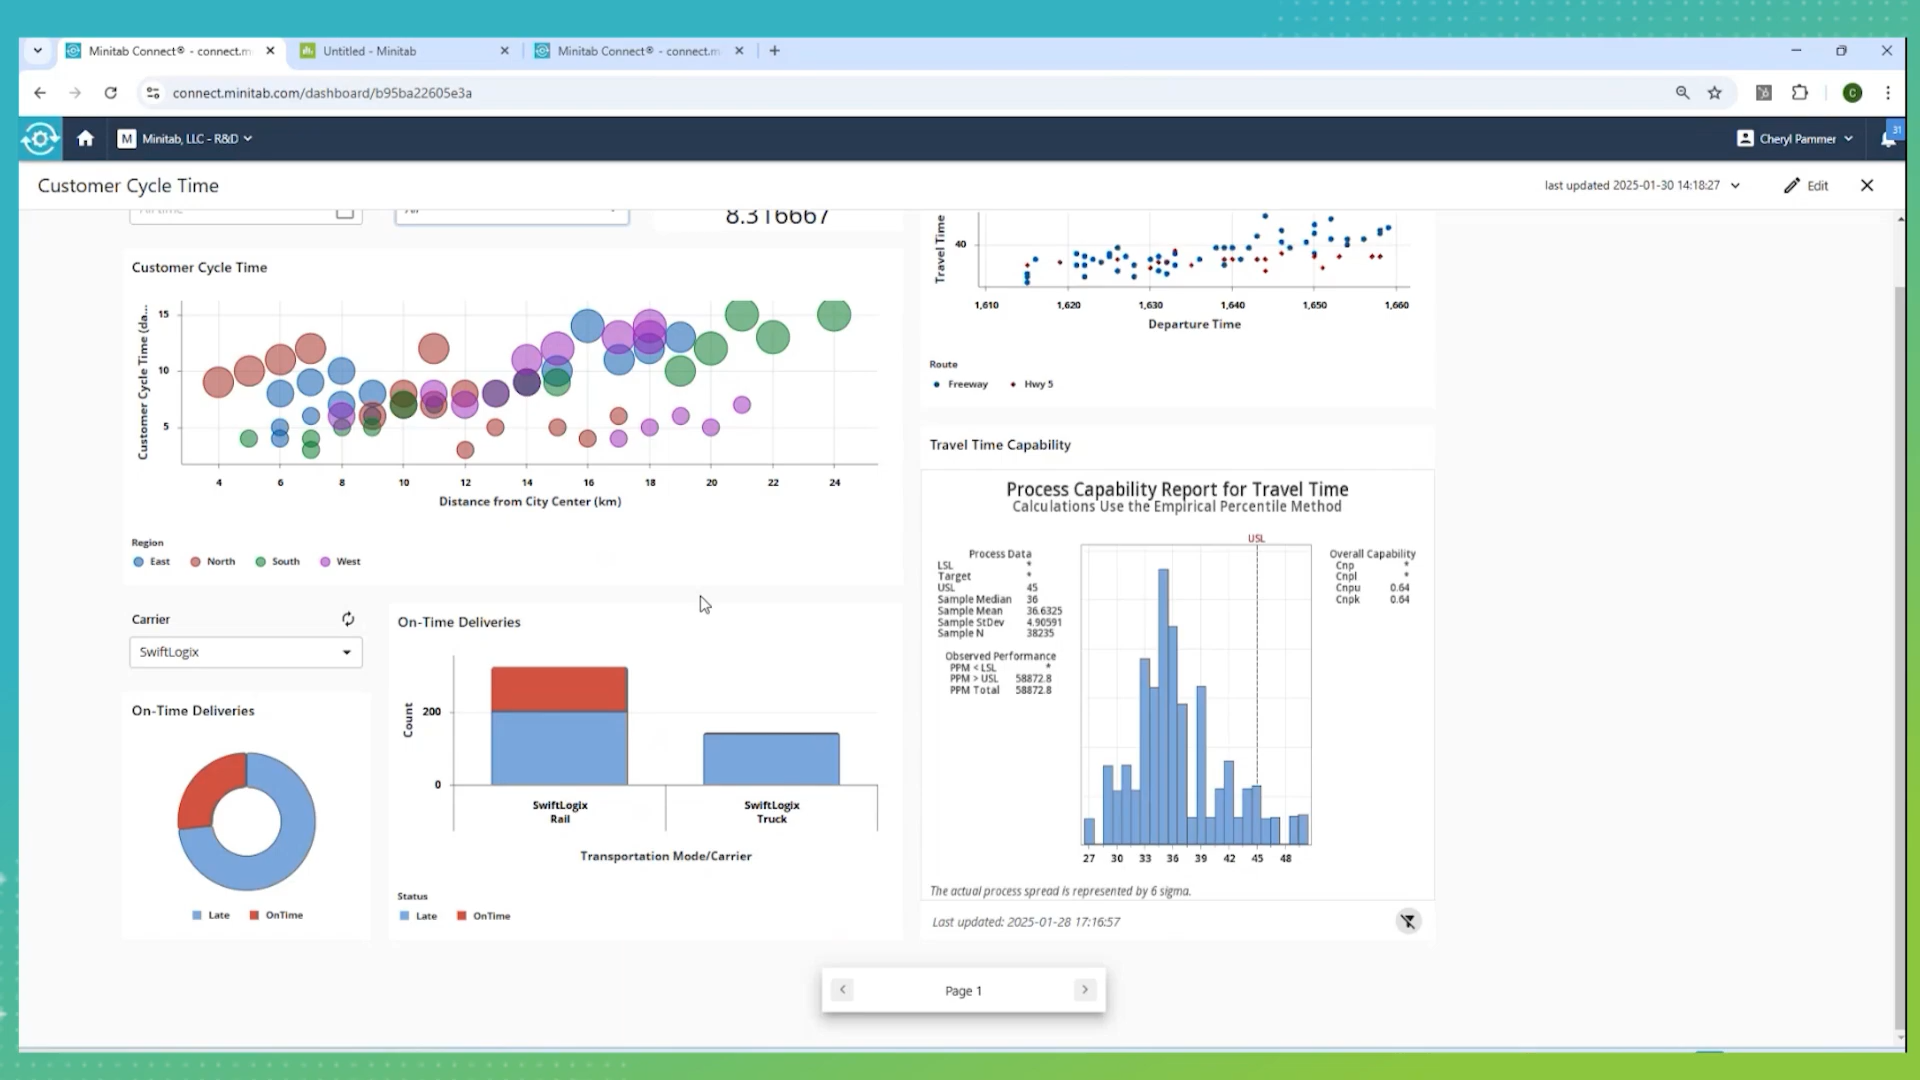 Minitab Connect® - connect.m
Untitled - Minitab
Minitab Connect® - connect.m
connect.minitab.com/dashboard/b95ba22605e3a
C
M Minitab, LLC - R&D
Cheryl Pammer
31
Customer Cycle Time
last updated 2025-01-30 14:18:27
Edit
8.316667
Customer Cycle Time
Customer Cycle Time (da...
15
10
5
4 6 8 10 12 14 16 18 20 22 24
Distance from City Center (km)
Region
East North South West
Travel Time
40
1,610 1,620 1,630 1,640 1,650 1,660
Departure Time
Route
Freeway Hwy 5
Carrier
SwiftLogix
On-Time Deliveries
Late OnTime
On-Time Deliveries
Count
200
0
SwiftLogix
Rail
SwiftLogix
Truck
Transportation Mode/Carrier
Status
Late OnTime
Travel Time Capability
Process Capability Report for Travel Time
Calculations Use the Empirical Percentile Method
Process Data
LSL *
Target *
USL 45
Sample Median 36
Sample Mean 36.6325
Sample StDev 4.90591
Sample N 38235
Observed Performance
PPM < LSL *
PPM > USL 58872.8
PPM Total 58872.8
USL
Overall Capability
Cnp *
Cnpl *
Cnpu 0.64
Cnpk 0.64
27 30 33 36 39 42 45 48
The actual process spread is represented by 6 sigma.
Last updated: 2025-01-28 17:16:57
Page 1